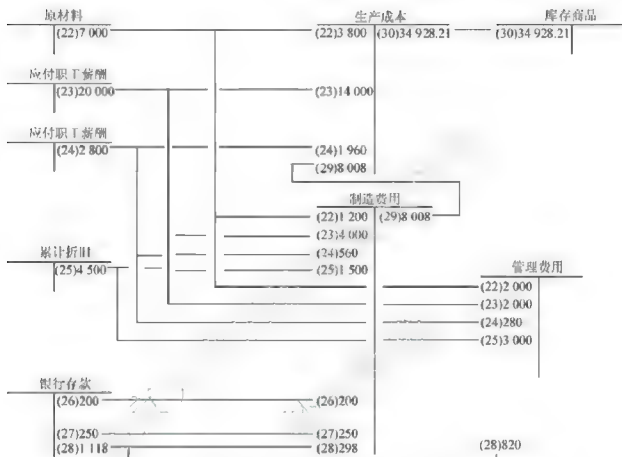 原材料 生产成本 库存商品
(22)7 000 (22)3 800 (30)34 928.21 (30)34 928.21
应付职工薪酬
(23)20 000 (23)14 000
应付职工薪酬
(24)2 800 (24)1 960
(29)8 008
制造费用
(22)1 200 (29)8 008
(23)4 000
累计折旧 (24)560
(25)4 500 (25)1 500 管理费用
(22)2 000
(23)2 000
(24)280
(25)3 000
银行存款
(26)200 (26)200
(27)250 (27)250
(28)1 118 (28)298 (28)820